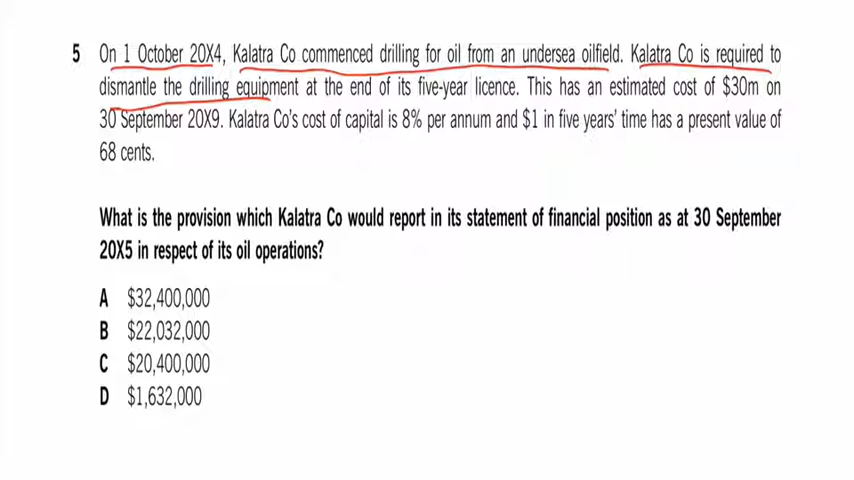 5 On 1 October 20X4, Kalatra Co commenced drilling for oil from an undersea oilfield. Kalatra Co is required to
dismantle the drilling equipment at the end of its five-year licence. This has an estimated cost of $30m on
30 September 20X9. Kalatra Co's cost of capital is 8% per annum and $1 in five years' time has a present value of
68 cents.
What is the provision which Kalatra Co would report in its statement of financial position as at 30 September
20X5 in respect of its oil operations?
A $32,400,000
B $22,032,000
C $20,400,000
D $1,632,000